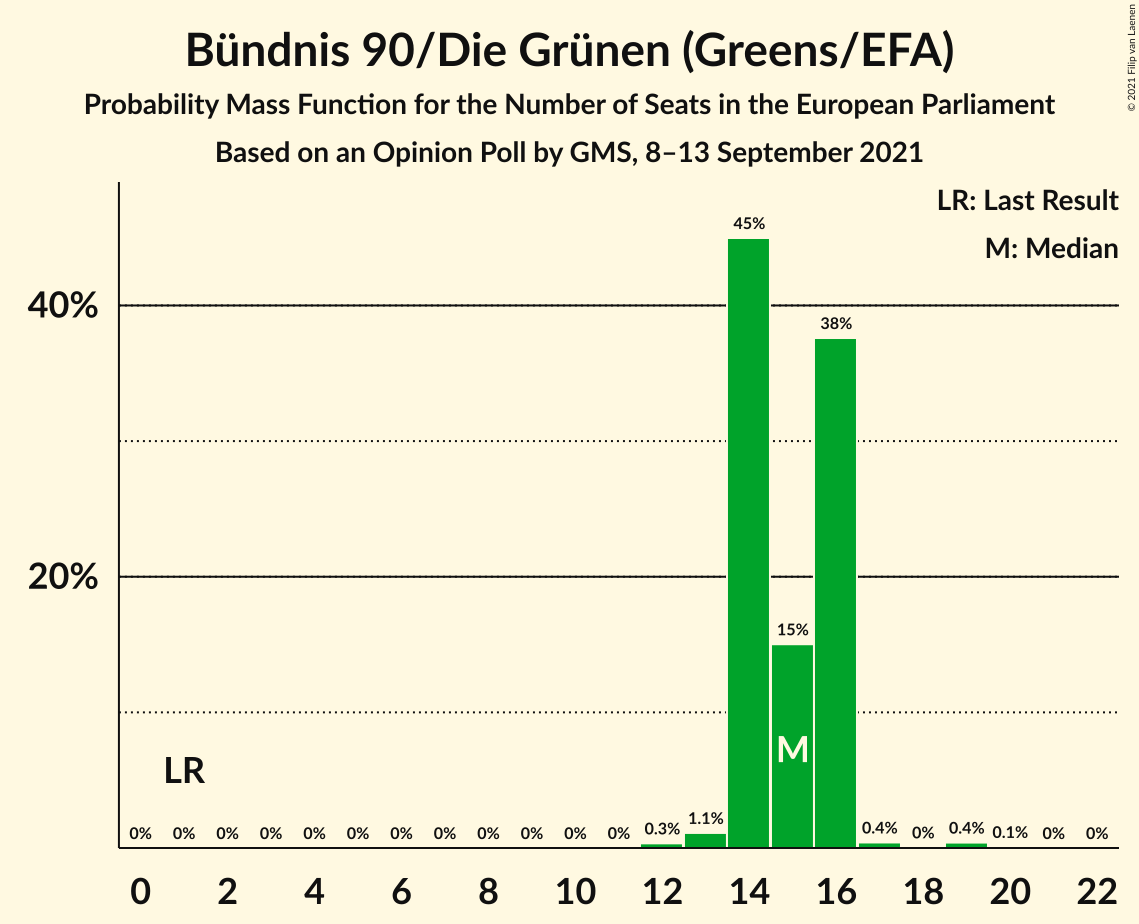 Bündnis 90/Die Grünen (Greens/EFA)
Probability Mass Function for the Number of Seats in the European Parliament
Based on an Opinion Poll by GMS, 8–13 September 2021
© 2021 Filip van Laenen
LR: Last Result
M: Median
45%
40%
38%
20%
15%
M
LR
0% 0% 0% 0% 0% 0% 0% 0% 0% 0% 0% 0% 0.3% 1.1% 0.4% 0% 0.4% 0.1% 0% 0%
0 2 4 6 8 10 12 14 16 18 20 22